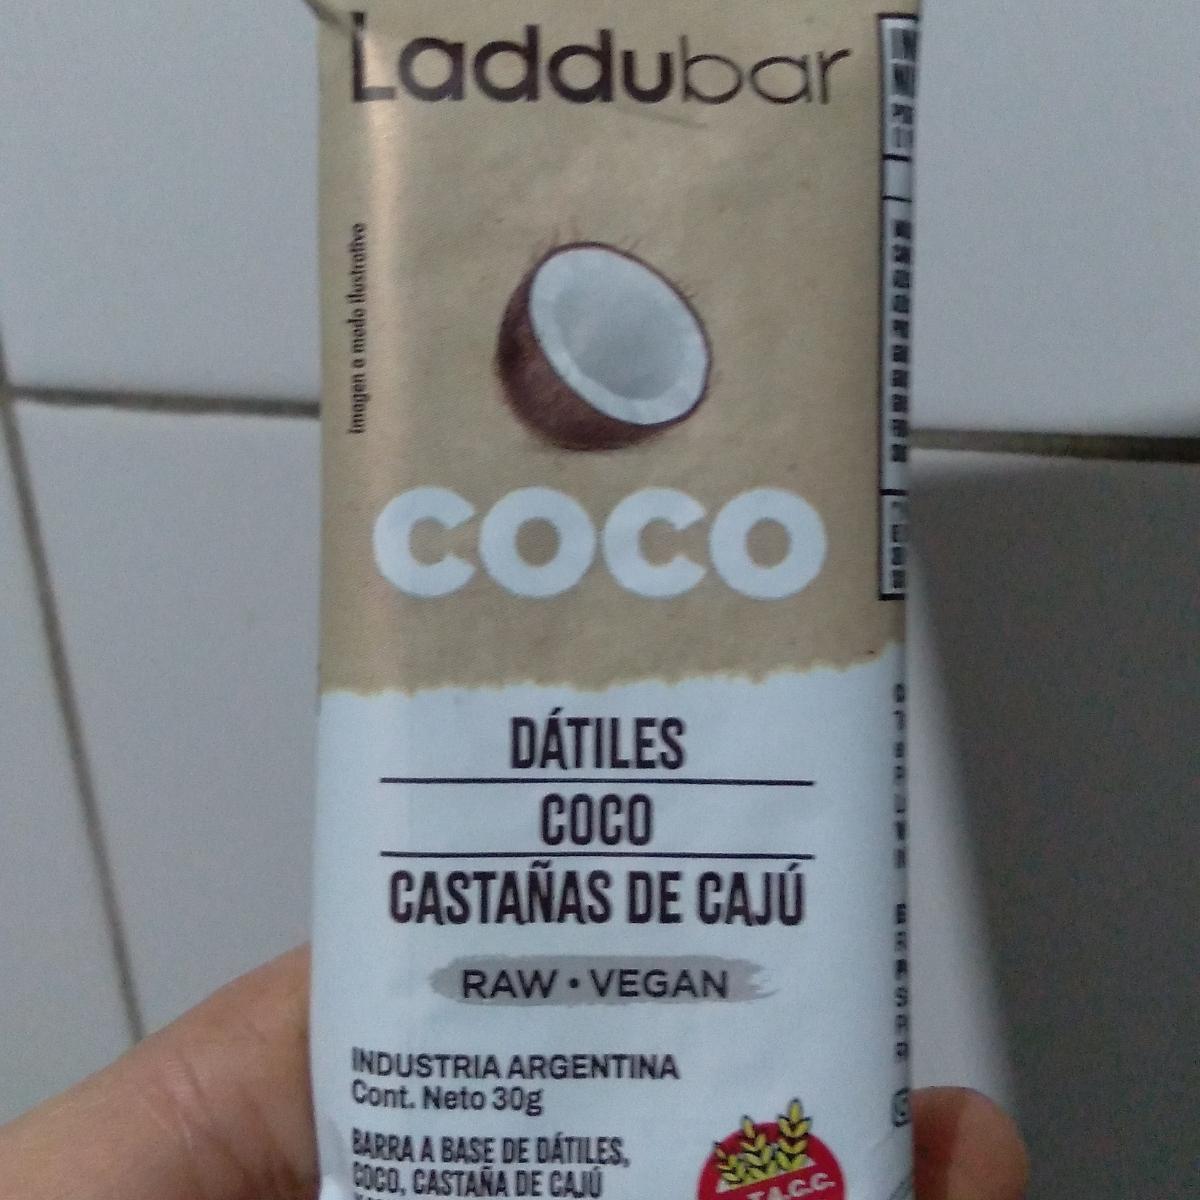 Laddubar
Imagen a modo ilustrativo
COCO
DÁTILES
COCO
CASTAÑAS DE CAJÚ
RAW • VEGAN
INDUSTRIA ARGENTINA
Cont. Neto 30g
BARRA A BASE DE DÁTILES,
COCO, CASTAÑA DE CAJÚ
T.A.C.C.